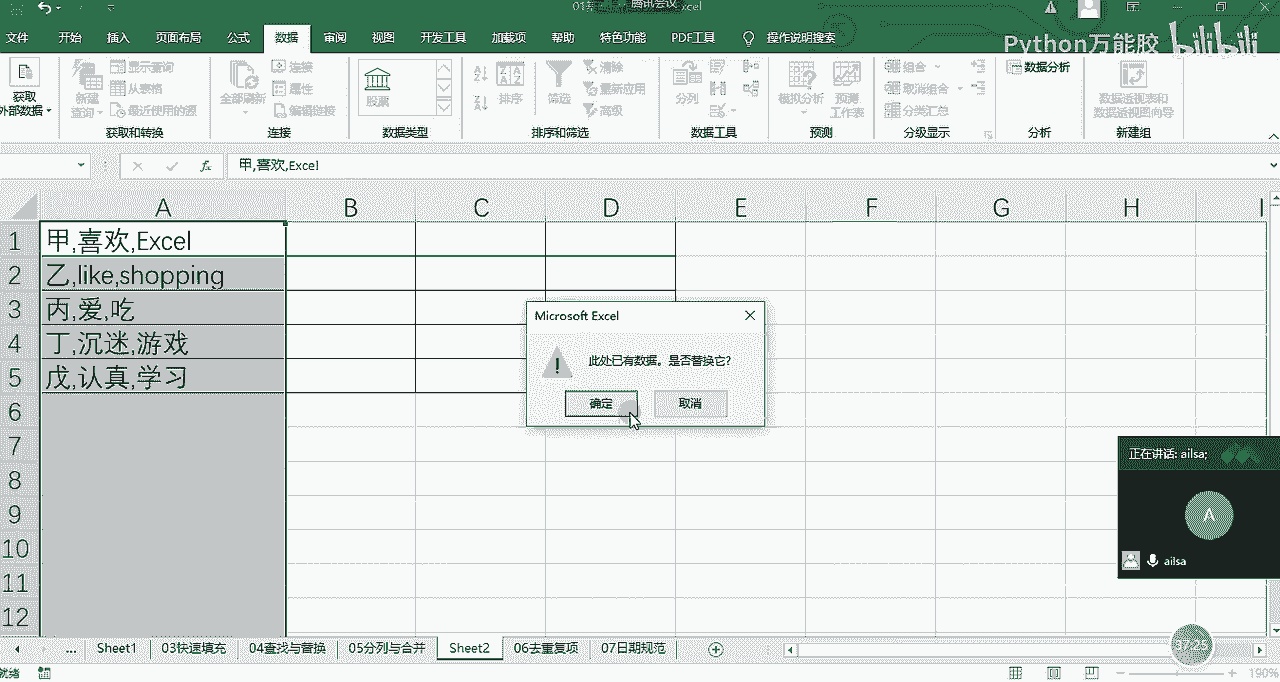 腾讯会议
文件 开始 插入 页面布局 公式 数据 审阅 视图 开发工具 加载项 帮助 特色功能 PDF工具 操作说明搜索
Python万能胶 bilibili
获取
外部数据
新建
查询
显示查询
从表格
最近使用的源
获取和转换
全部刷新
连接
属性
编辑链接
连接
股票
数据类型
排序
筛选
清除
重新应用
高级
排序和筛选
分列
数据工具
模拟分析
预测
工作表
预测
组合
取消组合
分类汇总
分级显示
数据分析
分析
数据透视表和
数据透视图向导
新建组
fx 甲,喜欢,Excel
A B C D E F G H I
1 甲,喜欢,Excel
2 乙,like,shopping
3 丙,爱,吃
4 丁,沉迷,游戏
5 戊,认真,学习
6
7
8
9
10
11
12
Microsoft Excel
此处已有数据。是否替换它?
确定 取消
正在讲话: ailsa;
A
ailsa
... Sheet1 03快速填充 04查找与替换 05分列与合并 Sheet2 06去重复项 07日期规范
就绪
190%